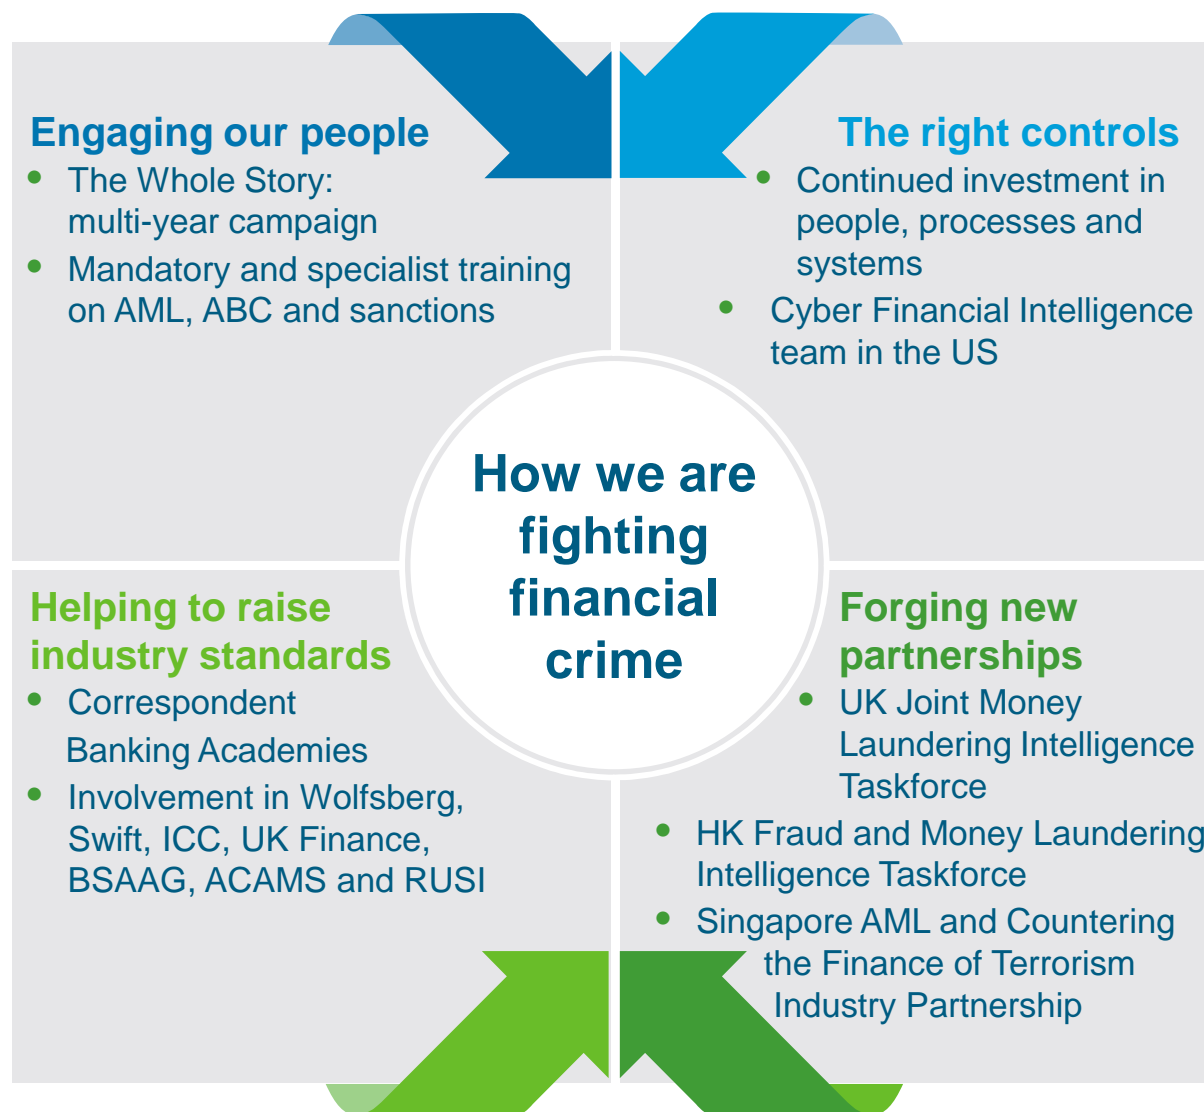 Engaging our people
• The Whole Story:
multi-year campaign
• Mandatory and specialist training
on AML, ABC and sanctions
The right controls
• Continued investment in
people, processes and
systems
• Cyber Financial Intelligence
team in the US
How we are
fighting
financial
crime
Helping to raise
industry standards
• Correspondent
Banking Academies
• Involvement in Wolfsberg,
Swift, ICC, UK Finance,
BSAAG, ACAMS and RUSI
Forging new
partnerships
• UK Joint Money
Laundering Intelligence
Taskforce
• HK Fraud and Money Laundering
Intelligence Taskforce
• Singapore AML and Countering
the Finance of Terrorism
Industry Partnership